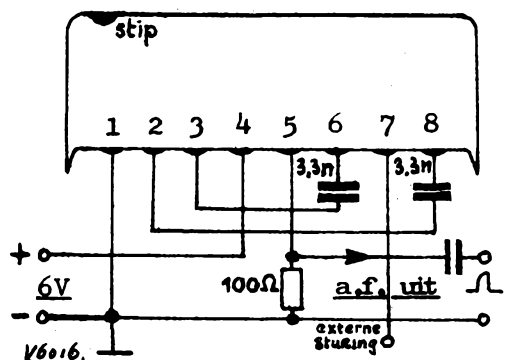 stip
1 2 3 4 5 6 7 8
3,3n 3,3n
+
6V
100Ω a.f. uit
-
externe
sturing
V6016.